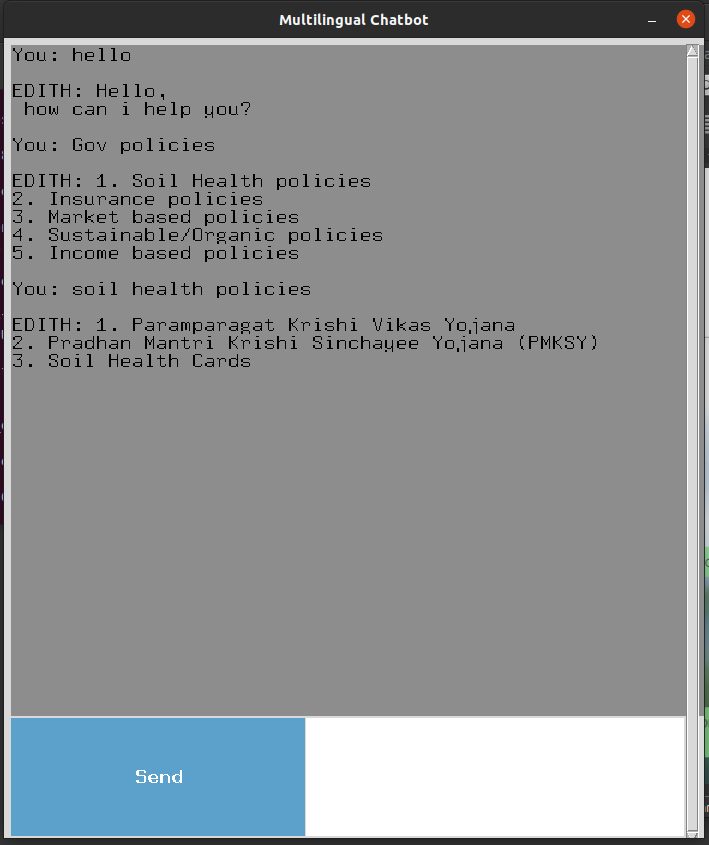 Multilingual Chatbot
You: hello
EDITH: Hello,
how can i help you?
You: Gov policies
EDITH: 1. Soil Health policies
2. Insurance policies
3. Market based policies
4. Sustainable/Organic policies
5. Income based policies
You: soil health policies
EDITH: 1. Paramparagat Krishi Vikas Yojana
2. Pradhan Mantri Krishi Sinchayee Yojana (PMKSY)
3. Soil Health Cards
Send